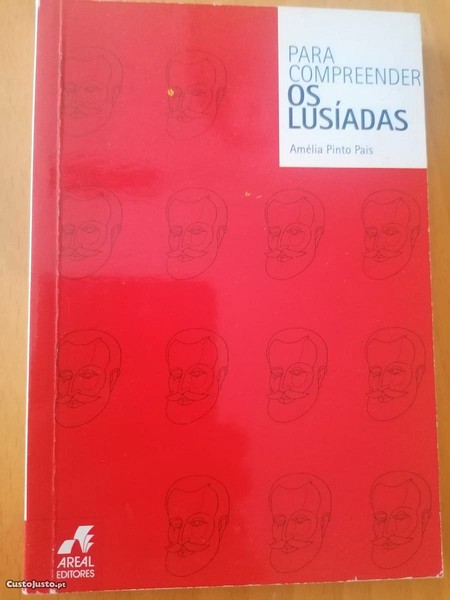 PARA
COMPREENDER
OS
LUSÍADAS
Amélia Pinto Pais
AREAL
EDITORES
CustoJusto.pt